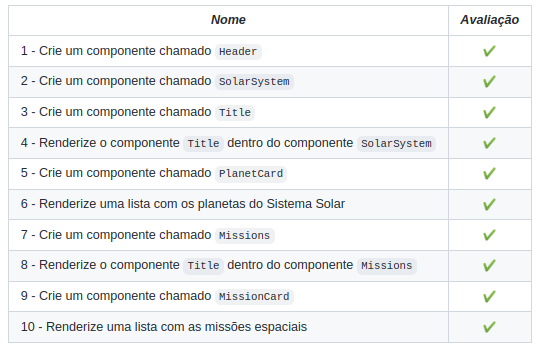 Nome Avaliação
1 - Crie um componente chamado Header ✔
2 - Crie um componente chamado SolarSystem ✔
3 - Crie um componente chamado Title ✔
4 - Renderize o componente Title dentro do componente SolarSystem ✔
5 - Crie um componente chamado PlanetCard ✔
6 - Renderize uma lista com os planetas do Sistema Solar ✔
7 - Crie um componente chamado Missions ✔
8 - Renderize o componente Title dentro do componente Missions ✔
9 - Crie um componente chamado MissionCard ✔
10 - Renderize uma lista com as missões espaciais ✔